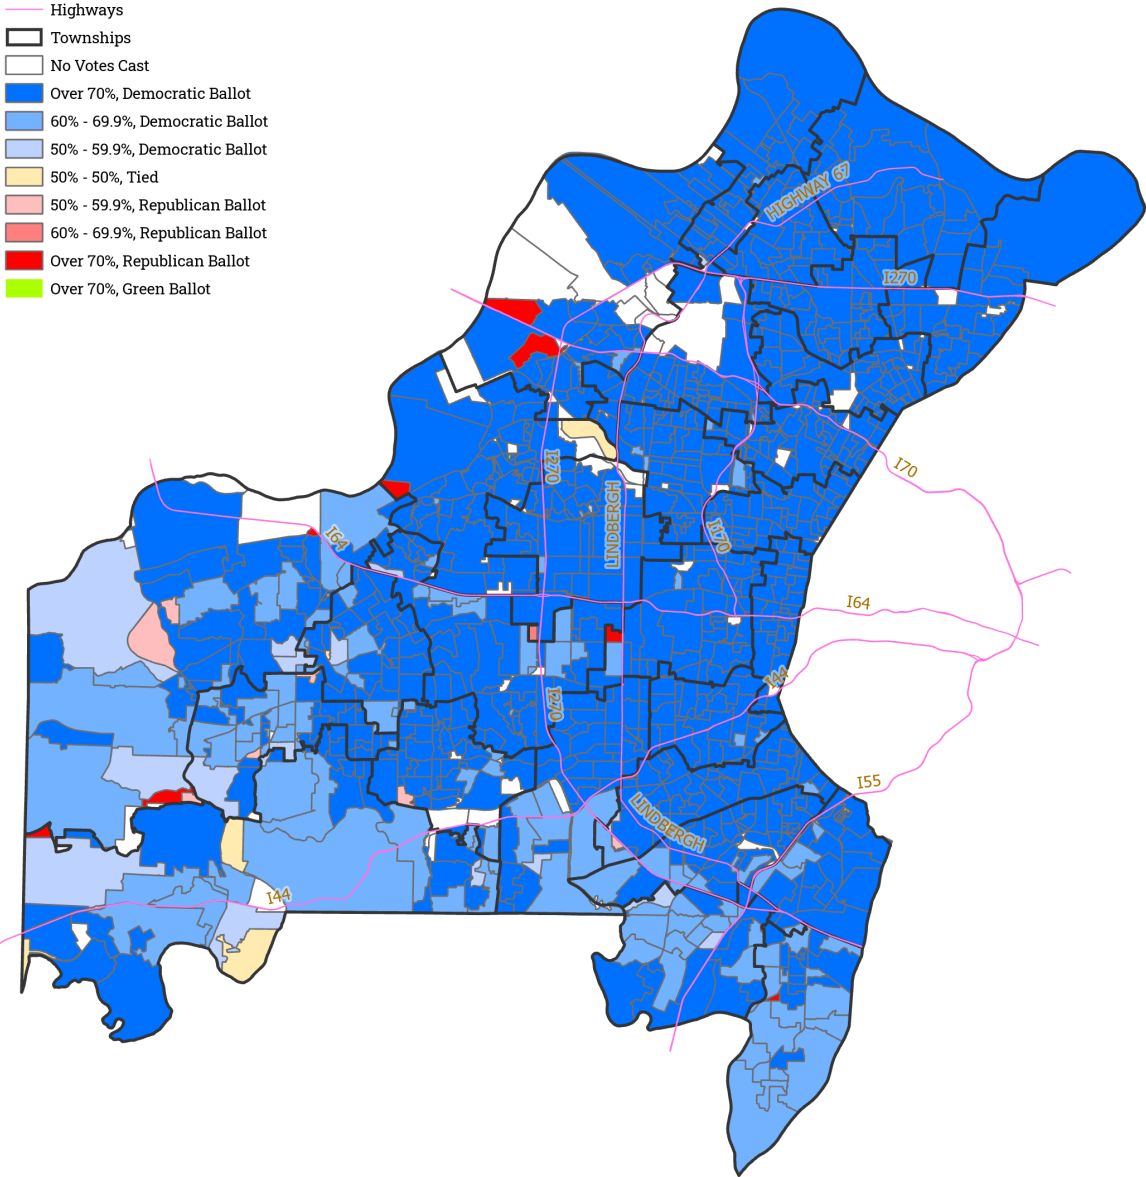 Highways
Townships
No Votes Cast
Over 70%, Democratic Ballot
60% - 69.9%, Democratic Ballot
50% - 59.9%, Democratic Ballot
50% - 50%, Tied
50% - 59.9%, Republican Ballot
60% - 69.9%, Republican Ballot
Over 70%, Republican Ballot
Over 70%, Green Ballot
HIGHWAY 67
I270
I270
I70
LINDBERGH
I170
I64
I64
I44
I270
I55
LINDBERGH
I44